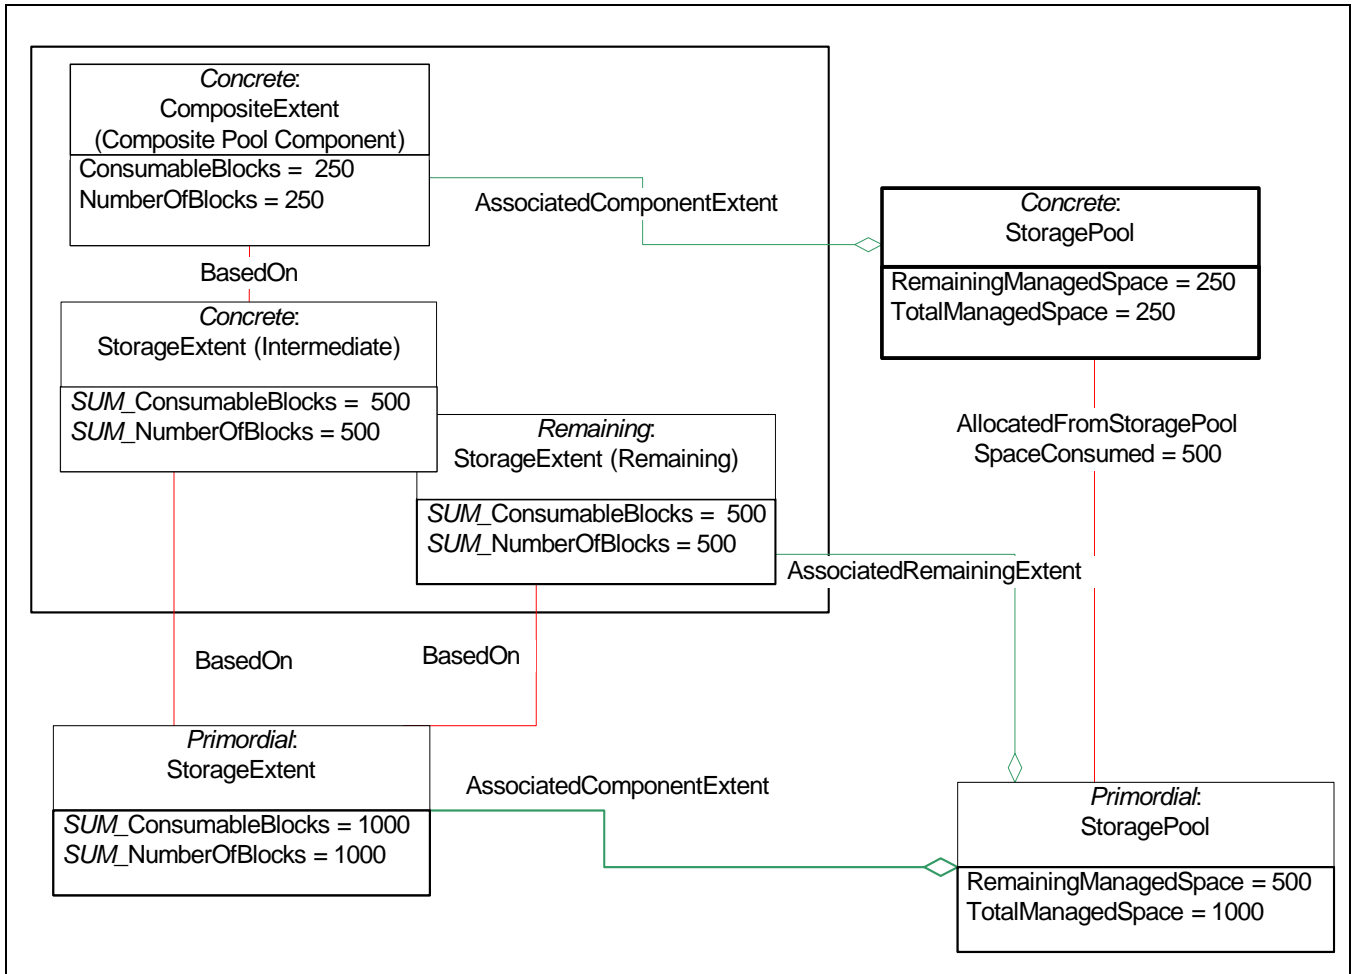 Concrete:
CompositeExtent
(Composite Pool Component)
ConsumableBlocks = 250
NumberOfBlocks = 250
AssociatedComponentExtent
Concrete:
StoragePool
RemainingManagedSpace = 250
TotalManagedSpace = 250
BasedOn
Concrete:
StorageExtent (Intermediate)
SUM_ConsumableBlocks = 500
SUM_NumberOfBlocks = 500
Remaining:
StorageExtent (Remaining)
SUM_ConsumableBlocks = 500
SUM_NumberOfBlocks = 500
AllocatedFromStoragePool
SpaceConsumed = 500
AssociatedRemainingExtent
BasedOn
BasedOn
Primordial:
StorageExtent
SUM_ConsumableBlocks = 1000
SUM_NumberOfBlocks = 1000
AssociatedComponentExtent
Primordial:
StoragePool
RemainingManagedSpace = 500
TotalManagedSpace = 1000